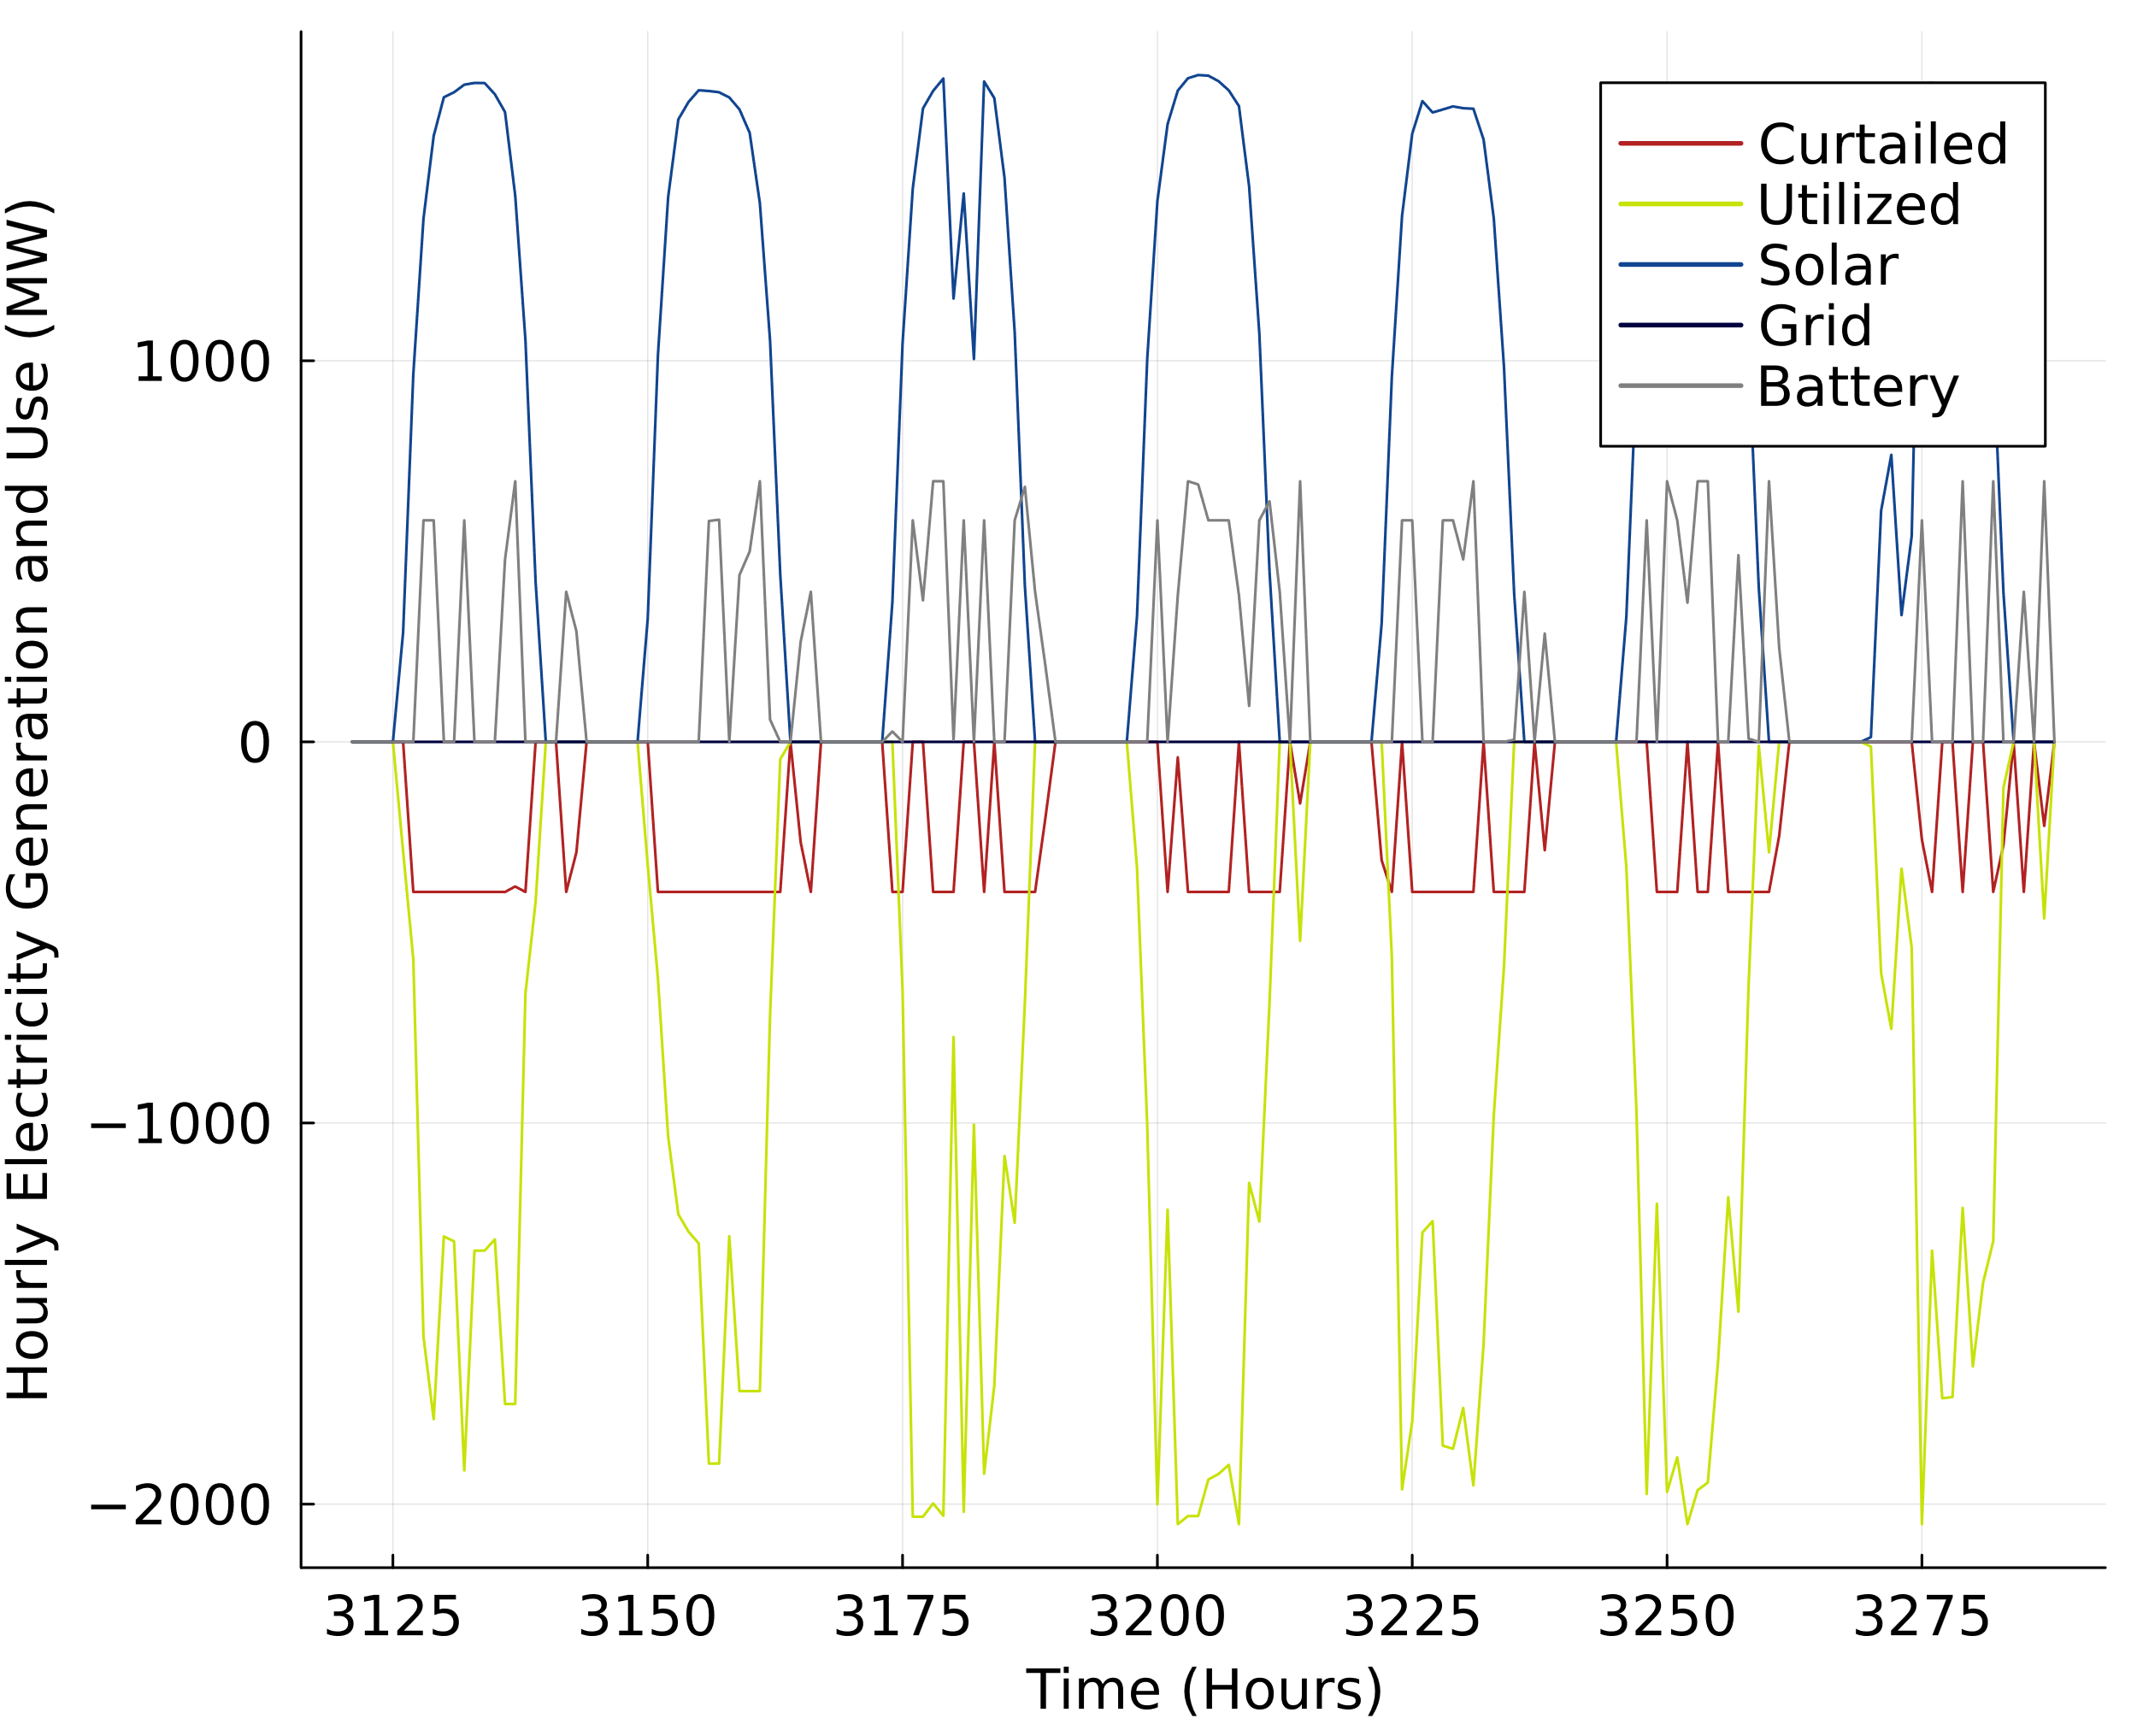 Hourly Electricity Generation and Use (MW)
1000
0
−1000
−2000
3125 3150 3175 3200 3225 3250 3275
Time (Hours)
Curtailed
Utilized
Solar
Grid
Battery